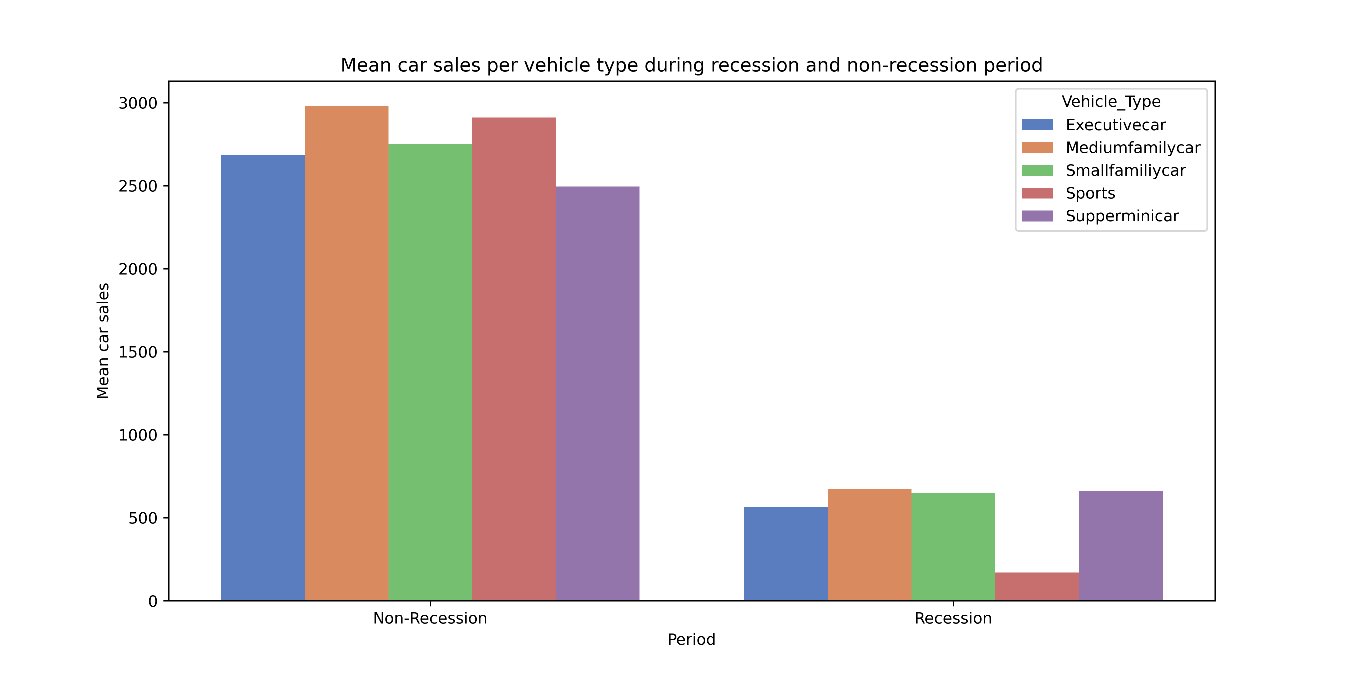 Mean car sales per vehicle type during recession and non-recession period
Mean car sales
3000
2500
2000
1500
1000
500
0
Vehicle_Type
Executivecar
Mediumfamilycar
Smallfamiliycar
Sports
Supperminicar
Non-Recession
Recession
Period